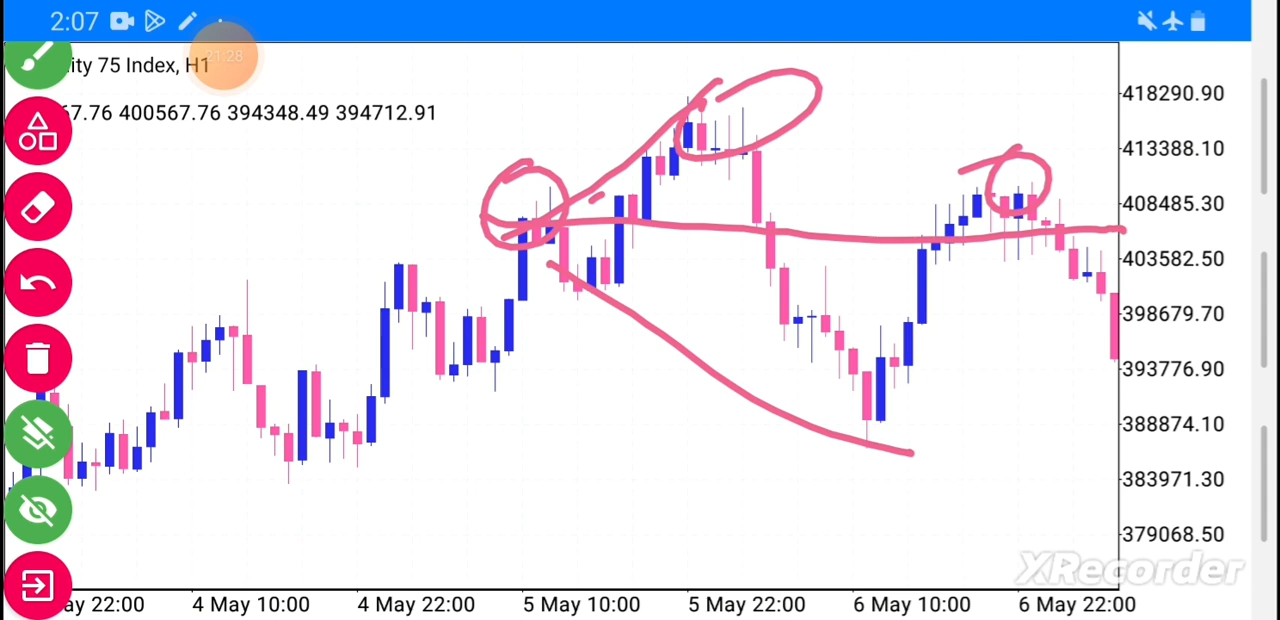 2:07
21:28
ity 75 Index, H1
67.76 400567.76 394348.49 394712.91
418290.90
413388.10
408485.30
403582.50
398679.70
393776.90
388874.10
383971.30
379068.50
XRecorder
ay 22:00 4 May 10:00 4 May 22:00 5 May 10:00 5 May 22:00 6 May 10:00 6 May 22:00